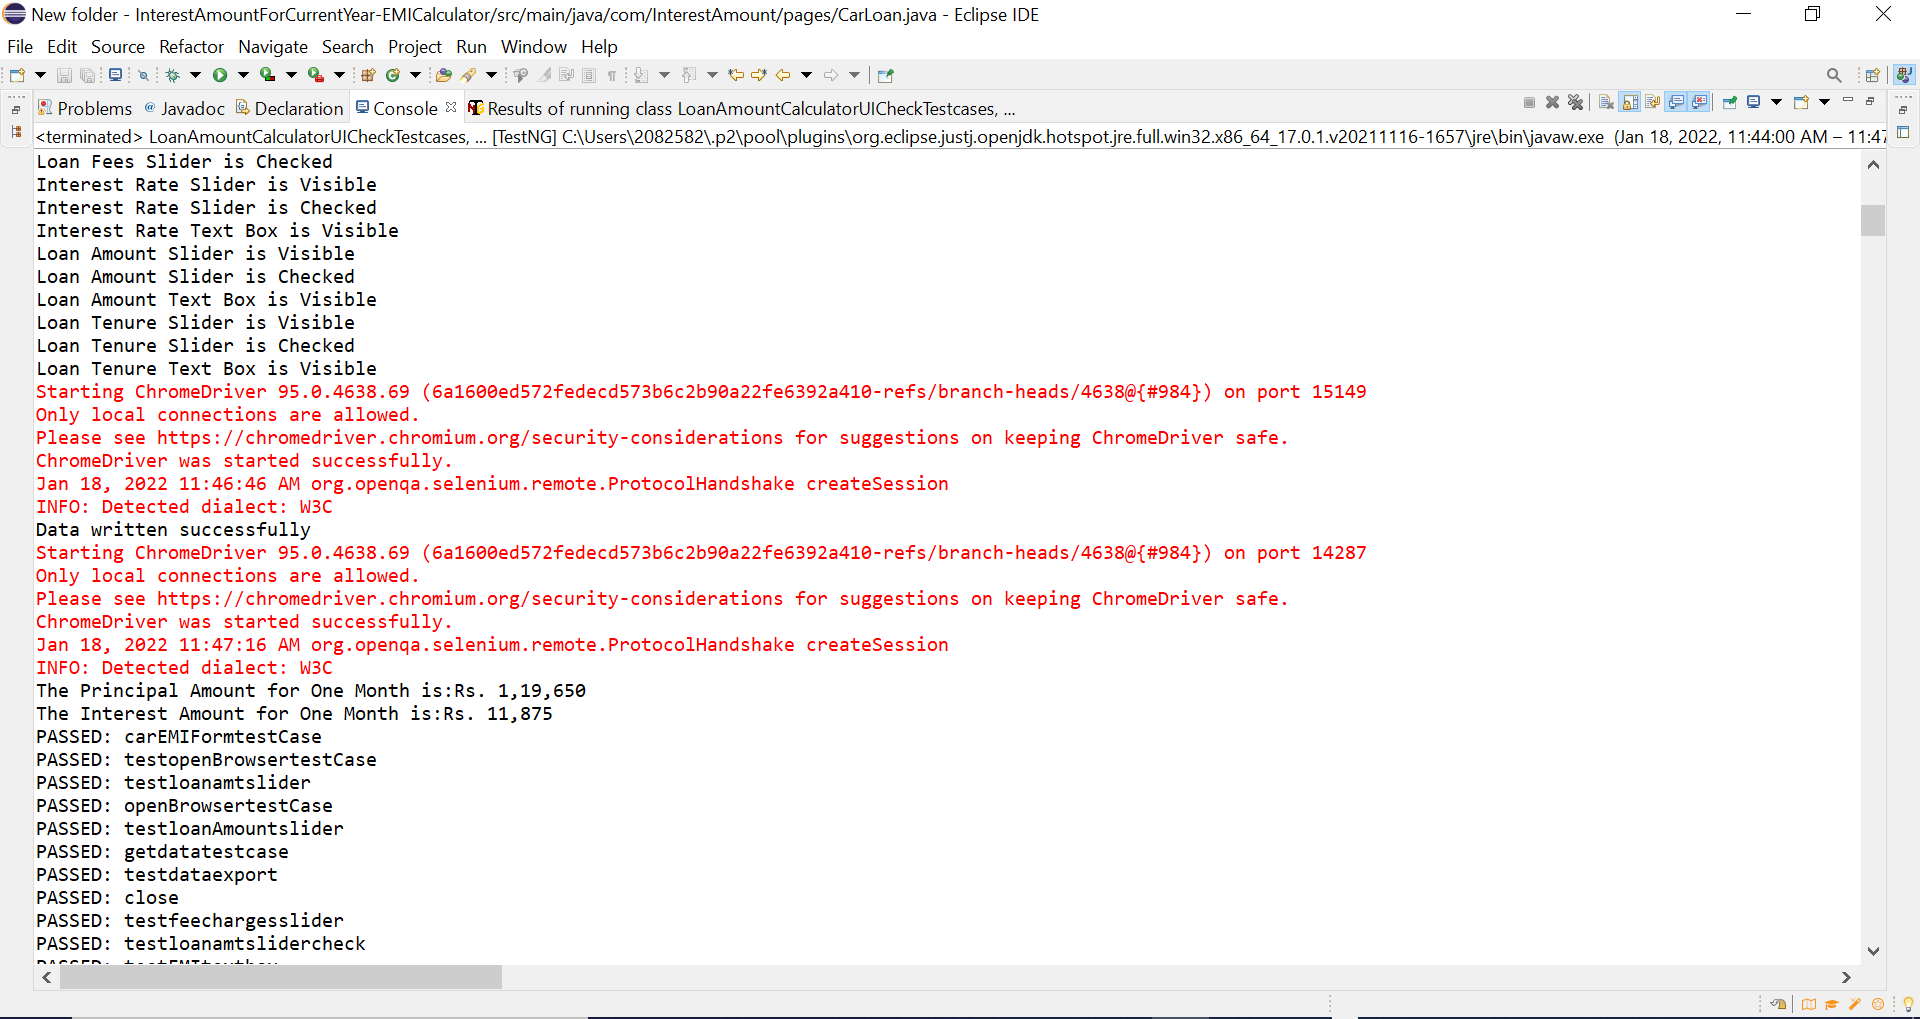 New folder - InterestAmountForCurrentYear-EMICalculator/src/main/java/com/InterestAmount/pages/CarLoan.java - Eclipse IDE
File Edit Source Refactor Navigate Search Project Run Window Help
Problems Javadoc Declaration Console Results of running class LoanAmountCalculatorUICheckTestcases, ...
<terminated> LoanAmountCalculatorUICheckTestcases, ... [TestNG] C:\Users\2082582\.p2\pool\plugins\org.eclipse.justj.openjdk.hotspot.jre.full.win32.x86_64_17.0.1.v20211116-1657\jre\bin\javaw.exe (Jan 18, 2022, 11:44:00 AM – 11:47
Loan Fees Slider is Checked
Interest Rate Slider is Visible
Interest Rate Slider is Checked
Interest Rate Text Box is Visible
Loan Amount Slider is Visible
Loan Amount Slider is Checked
Loan Amount Text Box is Visible
Loan Tenure Slider is Visible
Loan Tenure Slider is Checked
Loan Tenure Text Box is Visible
Starting ChromeDriver 95.0.4638.69 (6a1600ed572fedecd573b6c2b90a22fe6392a410-refs/branch-heads/4638@{#984}) on port 15149
Only local connections are allowed.
Please see https://chromedriver.chromium.org/security-considerations for suggestions on keeping ChromeDriver safe.
ChromeDriver was started successfully.
Jan 18, 2022 11:46:46 AM org.openqa.selenium.remote.ProtocolHandshake createSession
INFO: Detected dialect: W3C
Data written successfully
Starting ChromeDriver 95.0.4638.69 (6a1600ed572fedecd573b6c2b90a22fe6392a410-refs/branch-heads/4638@{#984}) on port 14287
Only local connections are allowed.
Please see https://chromedriver.chromium.org/security-considerations for suggestions on keeping ChromeDriver safe.
ChromeDriver was started successfully.
Jan 18, 2022 11:47:16 AM org.openqa.selenium.remote.ProtocolHandshake createSession
INFO: Detected dialect: W3C
The Principal Amount for One Month is:Rs. 1,19,650
The Interest Amount for One Month is:Rs. 11,875
PASSED: carEMIFormtestCase
PASSED: testopenBrowsertestCase
PASSED: testloanamtslider
PASSED: openBrowsertestCase
PASSED: testloanAmountslider
PASSED: getdatatestcase
PASSED: testdataexport
PASSED: close
PASSED: testfeechargesslider
PASSED: testloanamtslidercheck